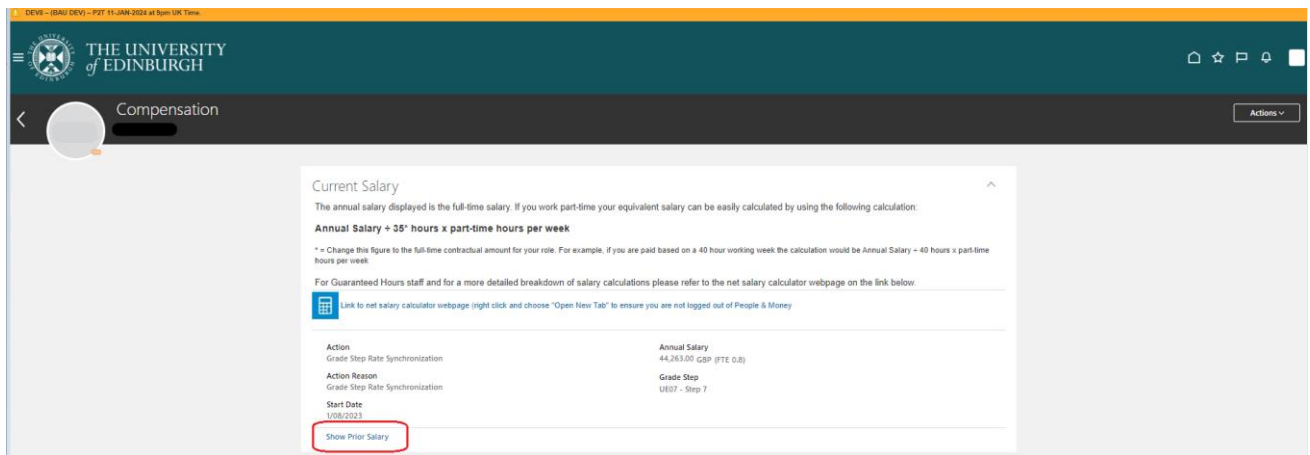 DEV8 – (BAU DEV) – P2T 11-JAN-2024 at 9pm UK Time.
THE UNIVERSITY
of EDINBURGH
Compensation
Actions
Current Salary
The annual salary displayed is the full-time salary. If you work part-time your equivalent salary can be easily calculated by using the following calculation:
Annual Salary ÷ 35* hours x part-time hours per week
* = Change this figure to the full-time contractual amount for your role. For example, if you are paid based on a 40 hour working week the calculation would be Annual Salary ÷ 40 hours x part-time
hours per week
For Guaranteed Hours staff and for a more detailed breakdown of salary calculations please refer to the net salary calculator webpage on the link below.
Link to net salary calculator webpage (right click and choose "Open New Tab" to ensure you are not logged out of People & Money
Action
Grade Step Rate Synchronization
Action Reason
Grade Step Rate Synchronization
Start Date
1/08/2023
Annual Salary
44,263.00 GBP (FTE 0.8)
Grade Step
UE07 - Step 7
Show Prior Salary